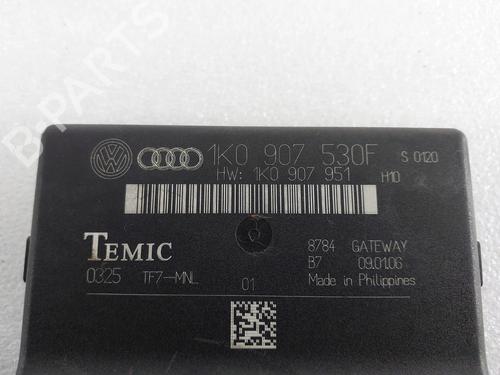 B-PARTS
1K0 907 530F S 0120
HW: 1K0 907 951 H10
TEMIC
8784 GATEWAY
B7 09.01.06
0325 TF7-MNL 01 Made in Philippines